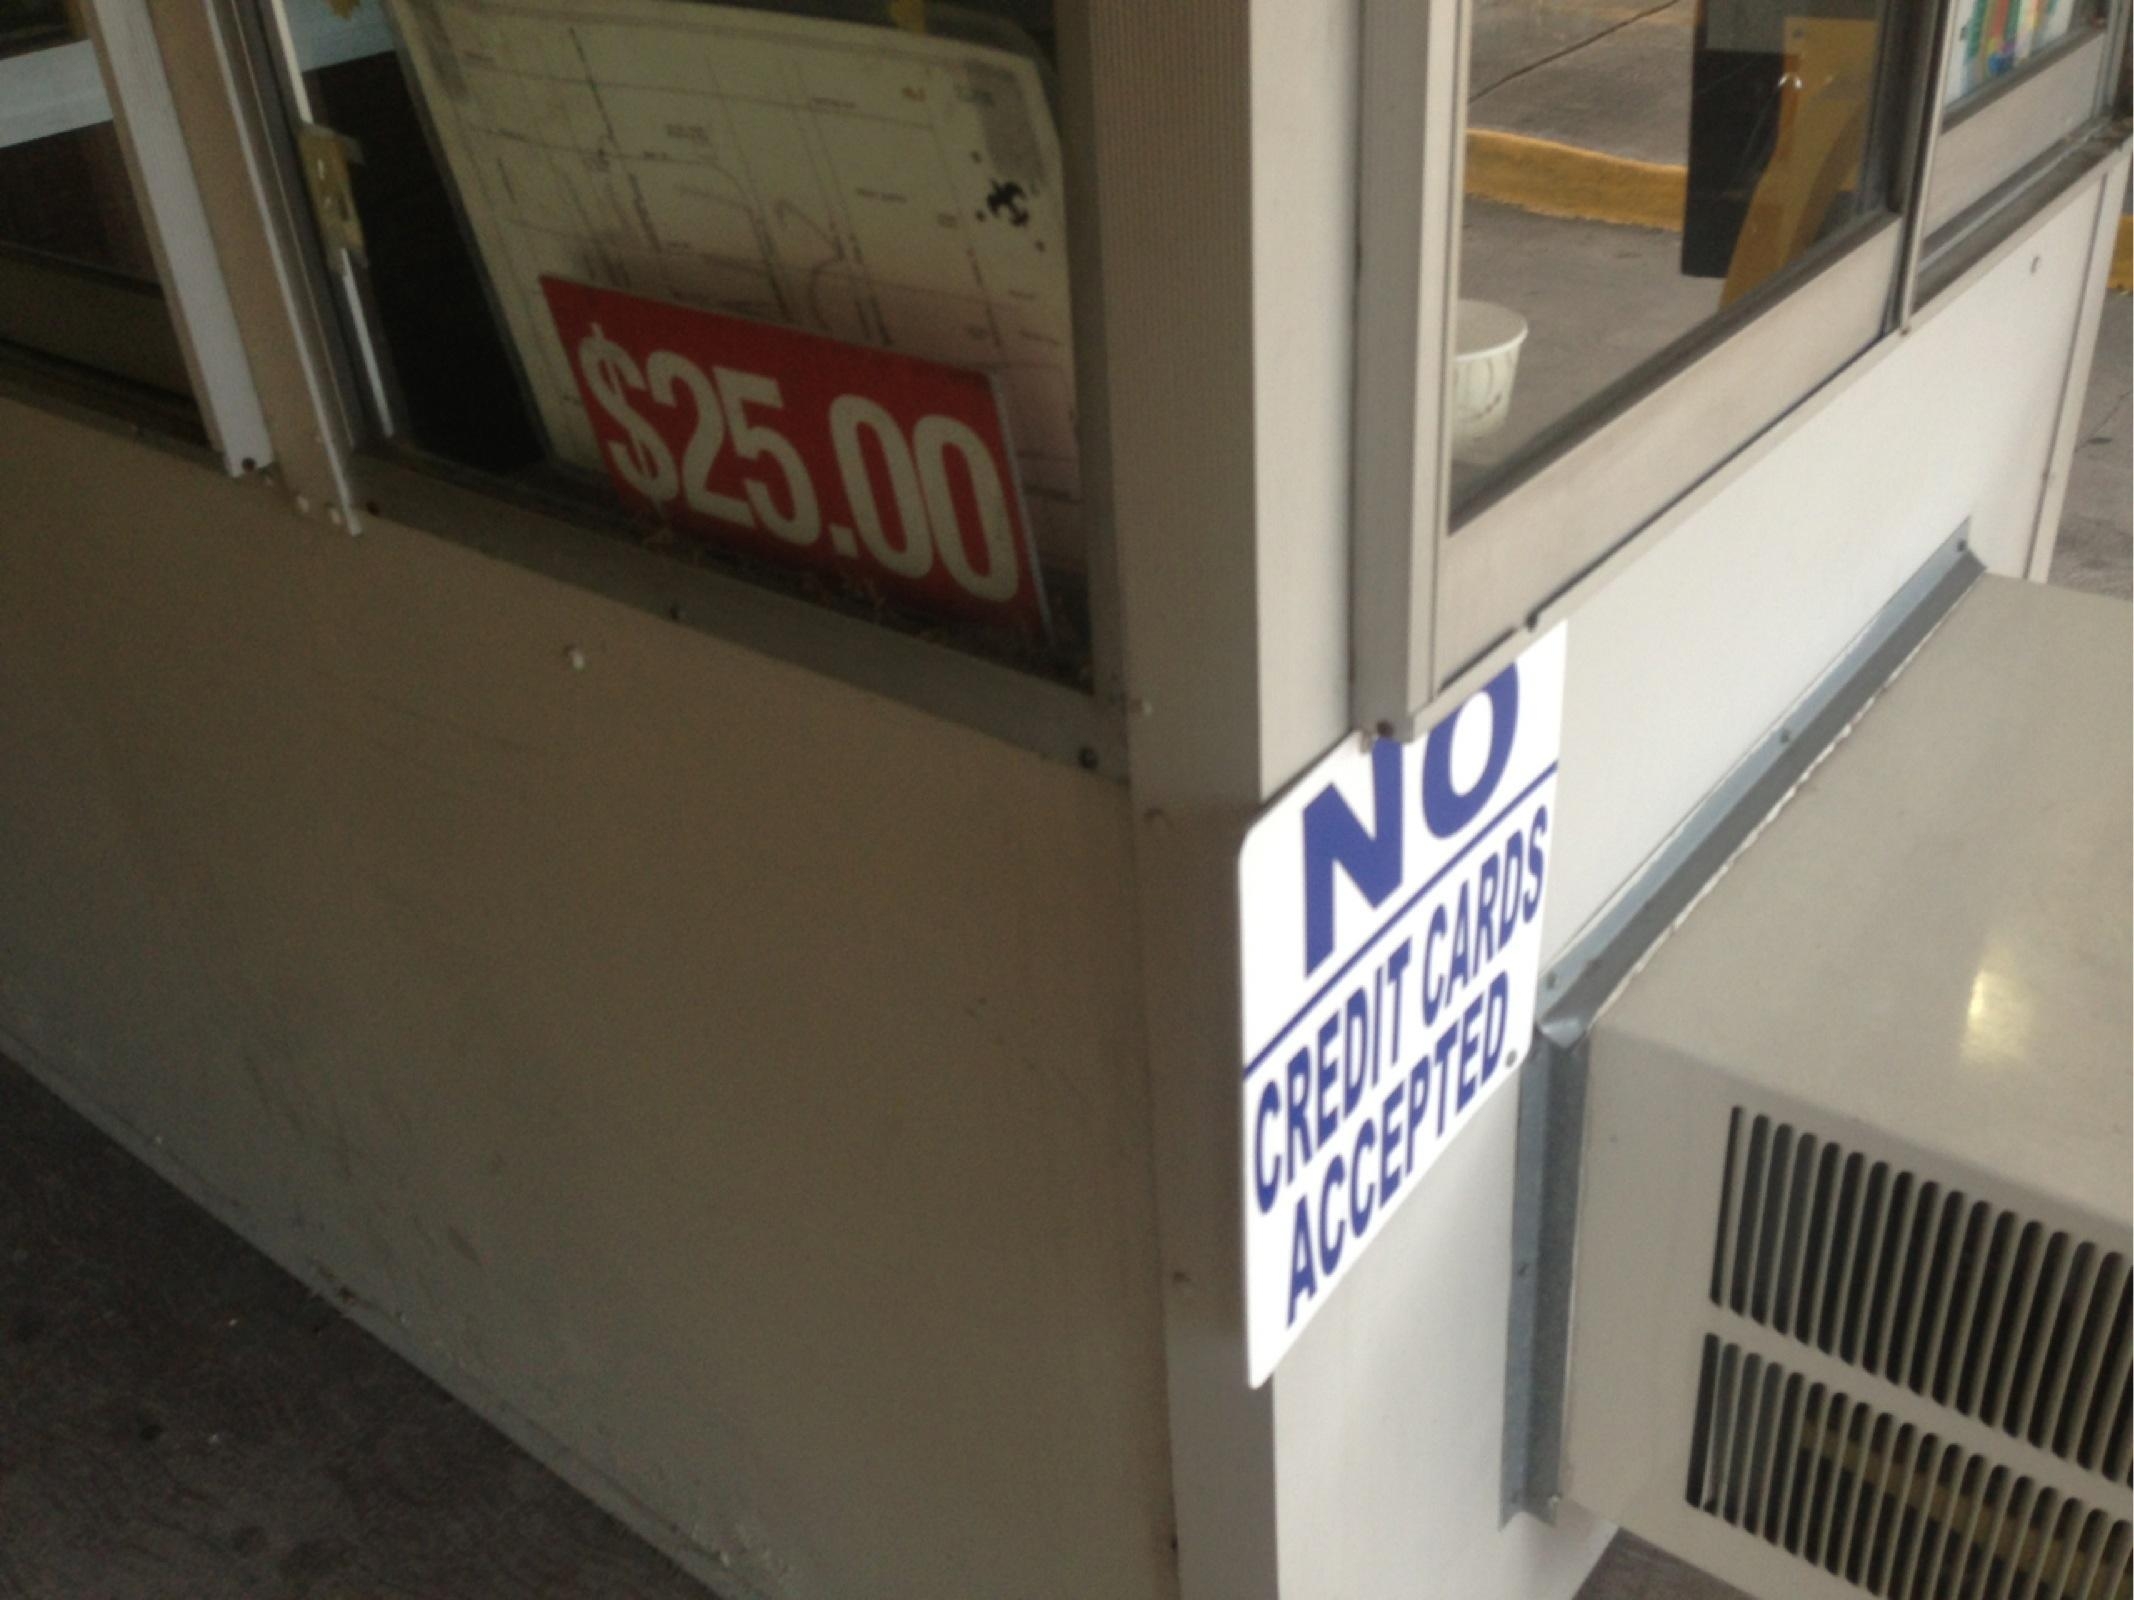 $25.00
NO
CREDIT CARDS
ACCEPTED.